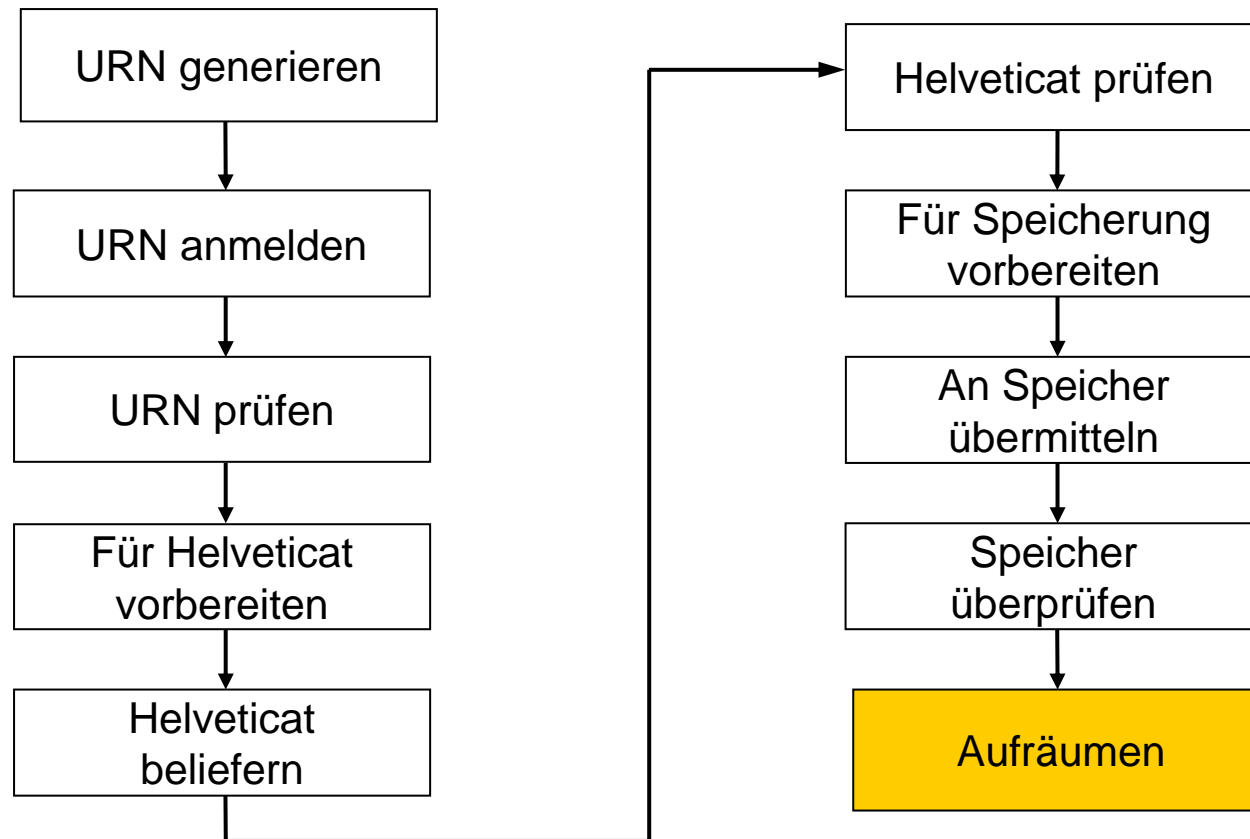 URN generieren
URN anmelden
URN prüfen
Für Helveticat
vorbereiten
Helveticat
beliefern
Helveticat prüfen
Für Speicherung
vorbereiten
An Speicher
übermitteln
Speicher
überprüfen
Aufräumen